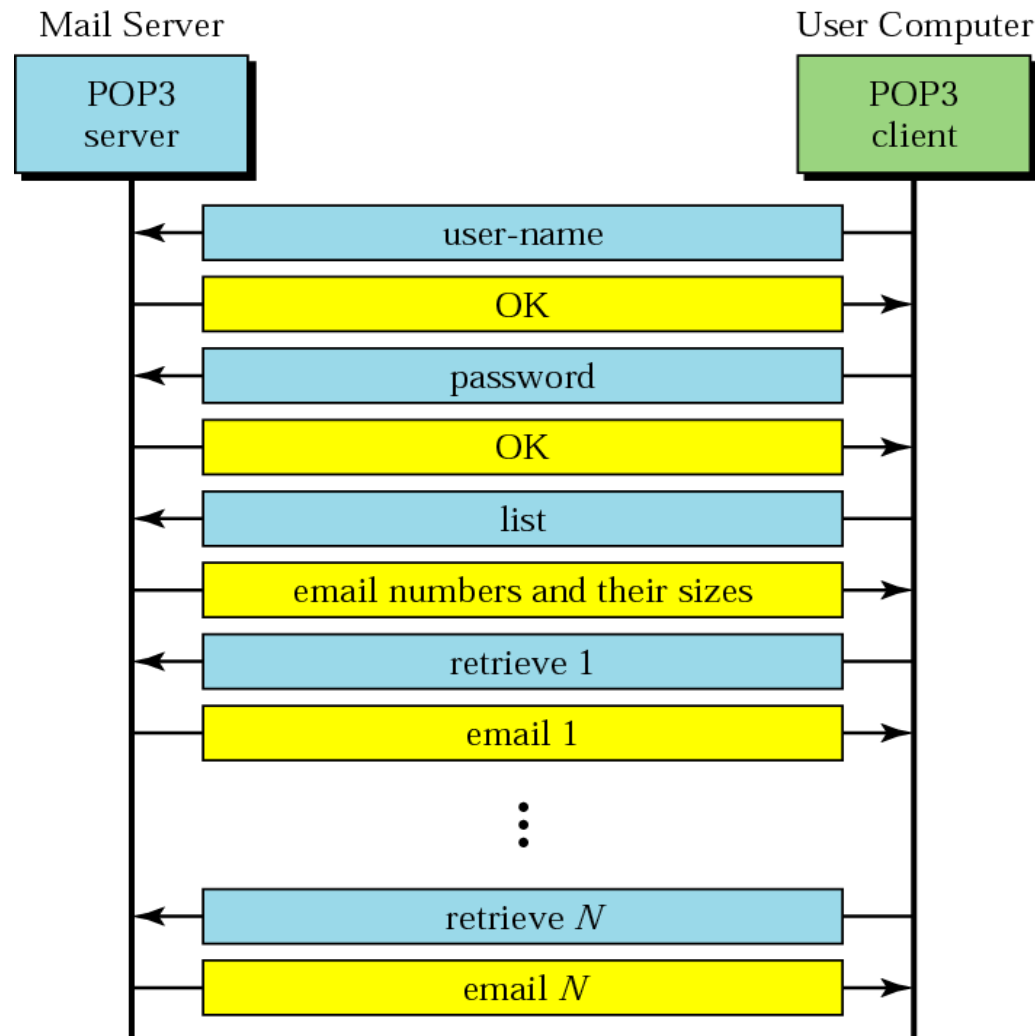 Mail Server
User Computer
POP3
server
POP3
client
user-name
OK
password
OK
list
email numbers and their sizes
retrieve 1
email 1
retrieve N
email N